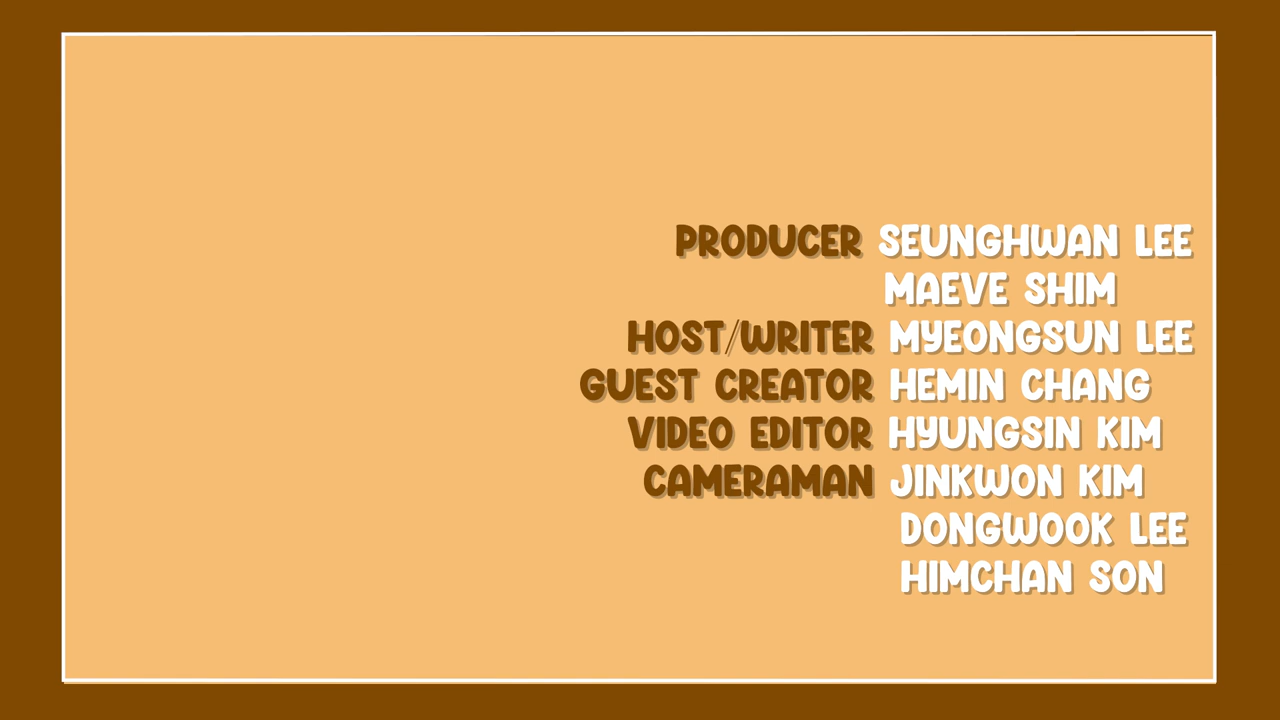 PRODUCER SEUNGHWAN LEE
MAEVE SHIM
HOST/WRITER MYEONGSUN LEE
GUEST CREATOR HEMIN CHANG
VIDEO EDITOR HYUNGSIN KIM
CAMERAMAN JINKWON KIM
DONGWOOK LEE
HIMCHAN SON